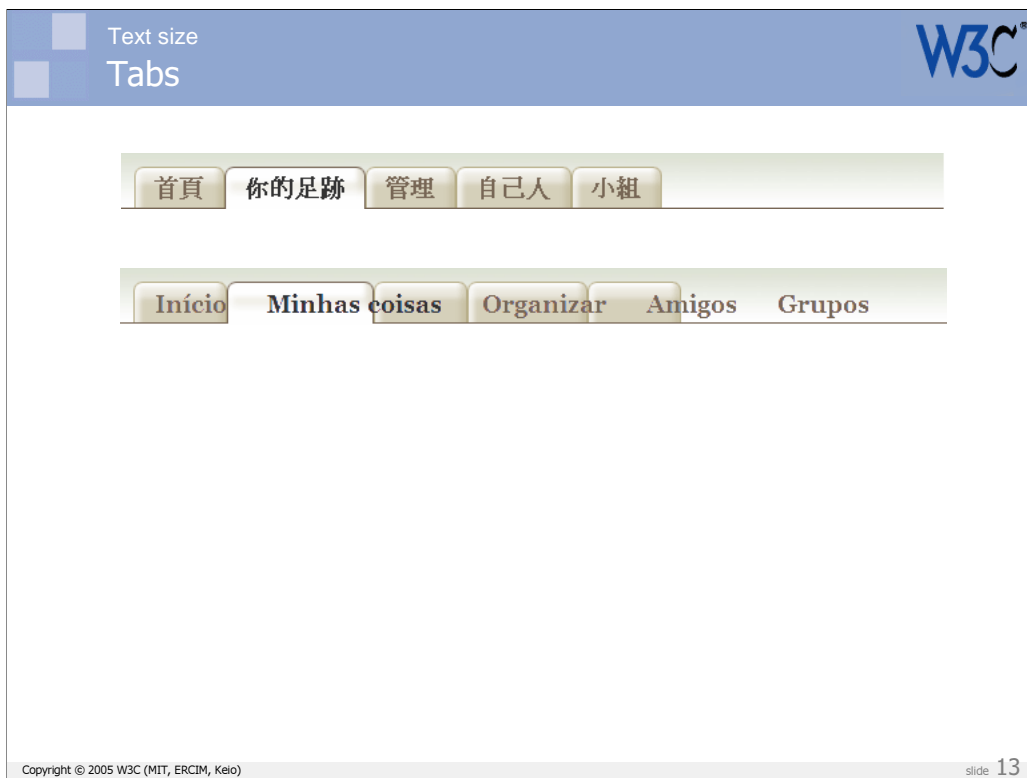 Text size
Tabs
W3C®
首頁 你的足跡 管理 自己人 小組
Início Minhas coisas Organizar Amigos Grupos
Copyright © 2005 W3C (MIT, ERCIM, Keio) slide 13